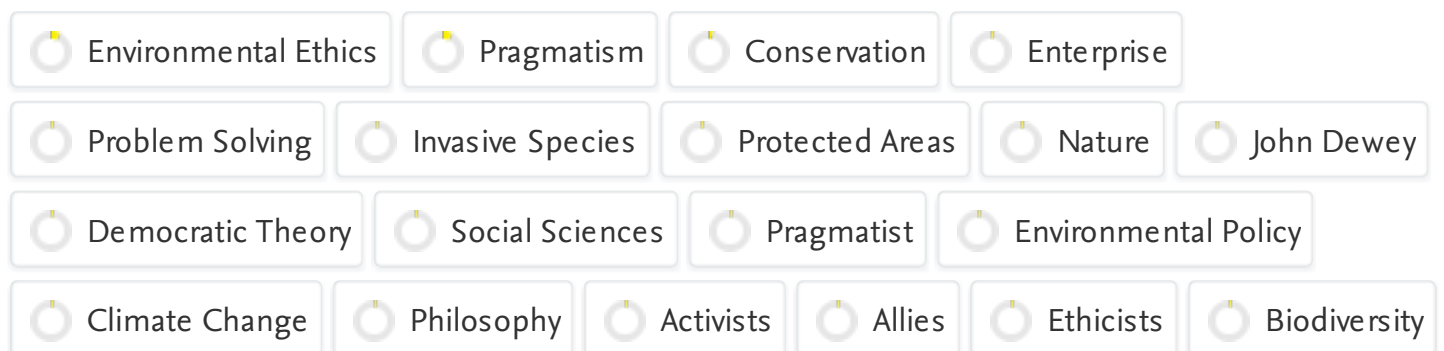 Environmental Ethics Pragmatism Conservation Enterprise
Problem Solving Invasive Species Protected Areas Nature John Dewey
Democratic Theory Social Sciences Pragmatist Environmental Policy
Climate Change Philosophy Activists Allies Ethicists Biodiversity